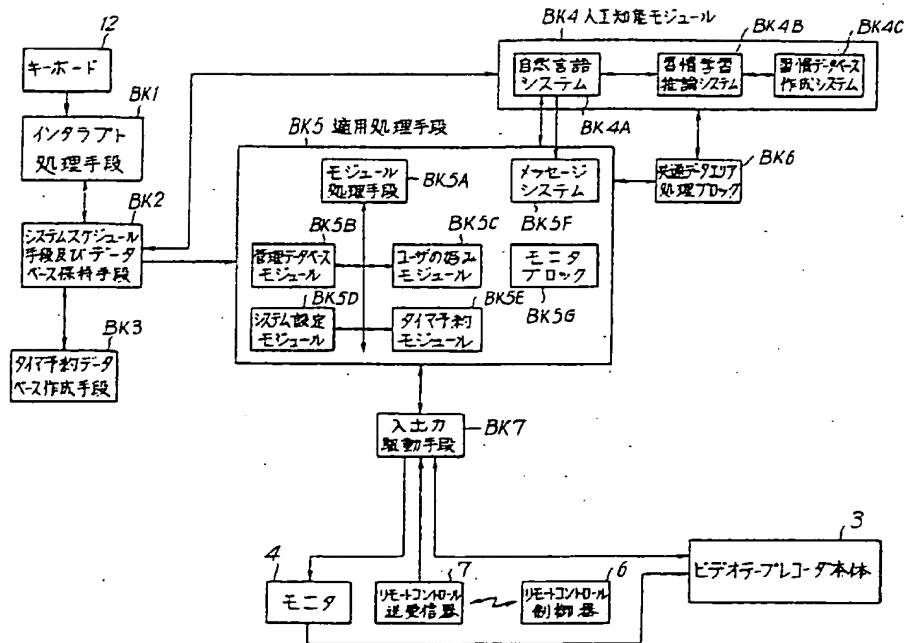 BK4 人工知能モジュール
BK4B
BK4C
12
キーボード
自然言語
システム
習慣学習
推論システム
習慣データベース
作成システム
BK1
BK4A
インタラプト
処理手段
BK5 適用処理手段
BK6
BK2
モジュール
処理手段
BK5A
メッセージ
システム
共通データエリア
処理ブロック
システムスケジュール
手段及びデータ
ベース保持手段
BK5B
BK5C
BK5F
管理データベース
モジュール
ユーザの好み
モジュール
モニタ
ブロック
BK5D
BK5E
BK5G
BK3
システム設定
モジュール
タイマ予約
モジュール
タイマ予約データ
ベース作成手段
入出力
駆動手段
BK7
3
4
7
6
ビデオテープレコーダ本体
モニタ
リモートコントロール
送受信器
リモートコントロール
制御器